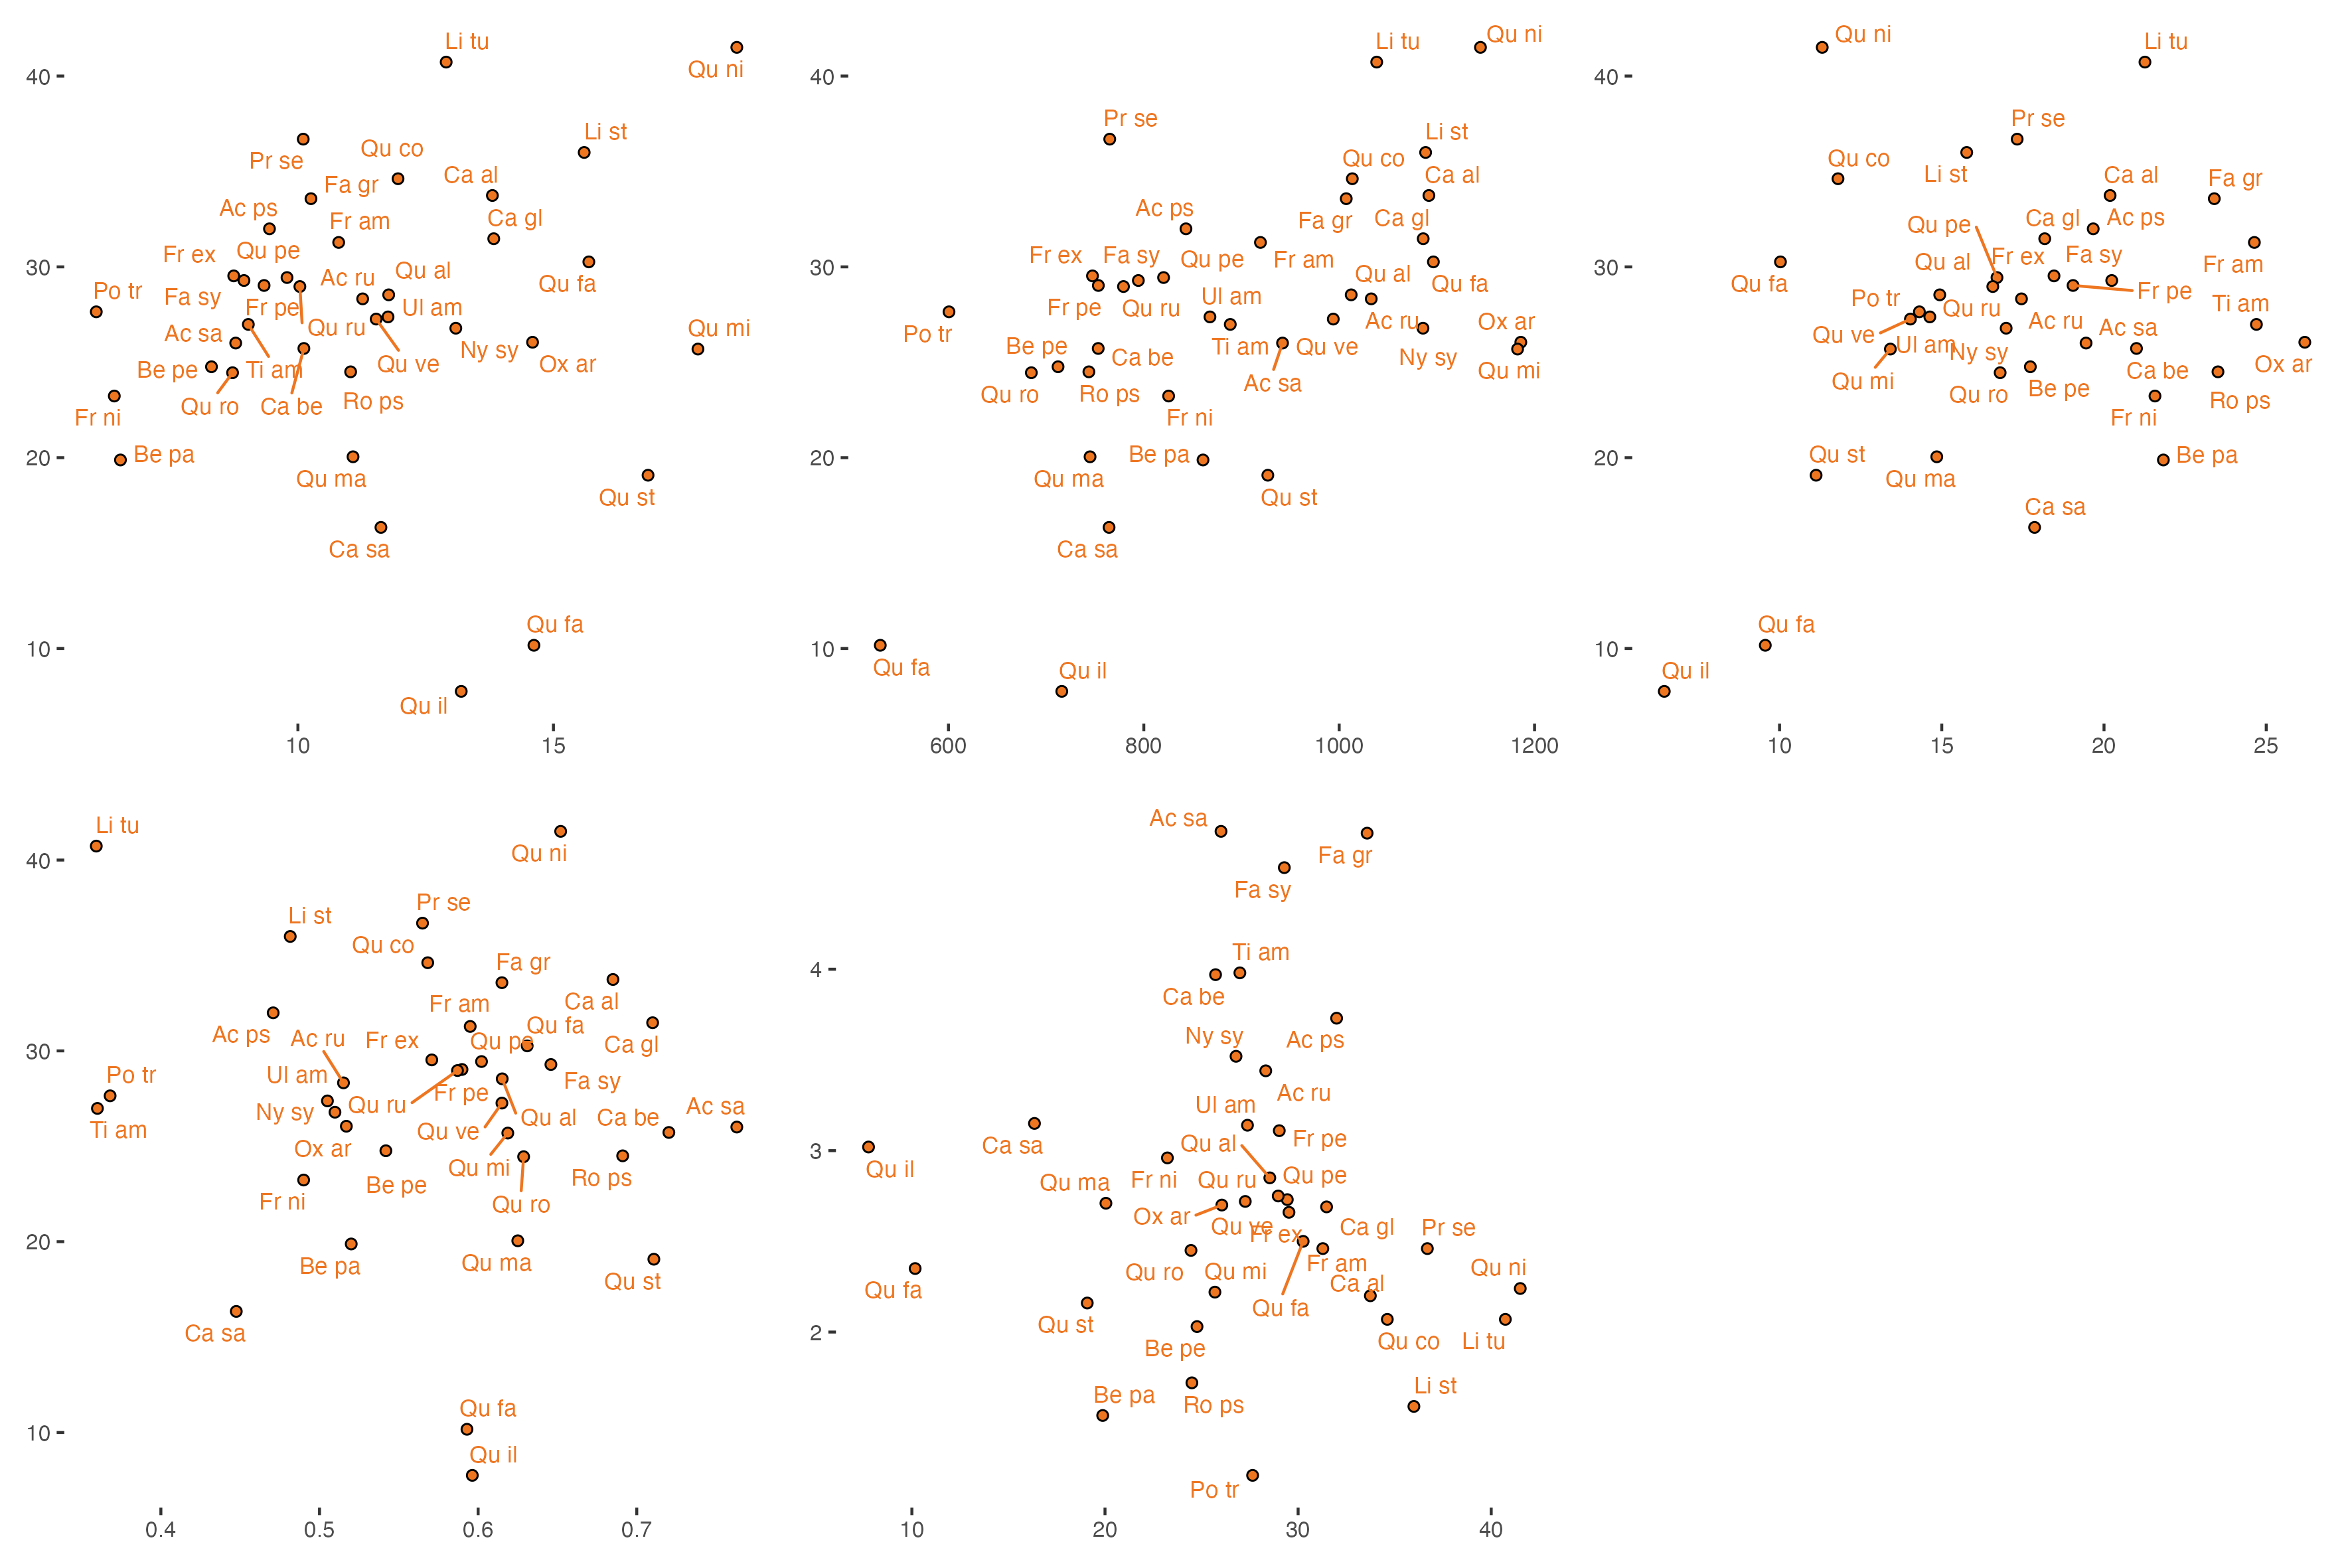 Li tu
Qu ni
40
Pr se
Qu co
Li st
Fa gr
Ca al
Ac ps
Fr am
Ca gl
Fr ex
Qu pe
30
Ac ru
Qu al
Qu fa
Po tr
Fa sy
Fr pe
Ul am
Ac sa
Qu ru
Ny sy
Qu mi
Be pe
Ti am
Qu ve
Ox ar
Qu ro
Ca be
Ro ps
Fr ni
20
Be pa
Qu ma
Qu st
Ca sa
Qu fa
10
Qu il
10
15
Li tu
Qu ni
40
Pr se
Li st
Qu co
Ca al
Ac ps
Fa gr
Ca gl
Fr ex
Fa sy
Qu pe
Fr am
30
Qu al
Qu fa
Ul am
Fr pe
Qu ru
Po tr
Ac ru
Ox ar
Be pe
Ca be
Ti am
Qu ve
Ny sy
Qu mi
Qu ro
Ro ps
Ac sa
Fr ni
20
Be pa
Qu ma
Qu st
Ca sa
10
Qu fa
Qu il
600
800
1000
1200
Qu ni
Li tu
40
Pr se
Qu co
Li st
Ca al
Fa gr
Qu pe
Ca gl
Ac ps
Qu al
Fr ex
Fa sy
Fr am
30
Qu fa
Po tr
Qu ru
Fr pe
Ti am
Qu ve
Ul am
Ac ru
Ac sa
Ny sy
Qu mi
Ca be
Ox ar
Qu ro
Be pe
Fr ni
Ro ps
20
Qu st
Qu ma
Be pa
Ca sa
Qu fa
10
Qu il
10
15
20
25
Li tu
Qu ni
40
Li st
Pr se
Qu co
Fa gr
Fr am
Ca al
Ac ps
Ac ru
Fr ex
Qu pe
Qu fa
Ca gl
30
Po tr
Ul am
Fr pe
Fa sy
Ti am
Ny sy
Qu ru
Qu al
Ca be
Ac sa
Ox ar
Qu ve
Be pe
Qu mi
Ro ps
Fr ni
Qu ro
20
Be pa
Qu ma
Qu st
Ca sa
Qu fa
10
Qu il
0.4
0.5
0.6
0.7
Ac sa
Fa gr
Fa sy
Ti am
4
Ca be
Ny sy
Ac ps
Ac ru
Ul am
Ca sa
Qu al
Fr pe
3
Qu il
Qu ma
Fr ni
Qu ru
Qu pe
Ox ar
Qu ve
Fr ex
Ca gl
Pr se
Qu fa
Qu ro
Qu mi
Fr am
Ca al
Qu ni
Qu st
Qu fa
2
Be pe
Qu co
Li tu
Be pa
Ro ps
Li st
Po tr
10
20
30
40